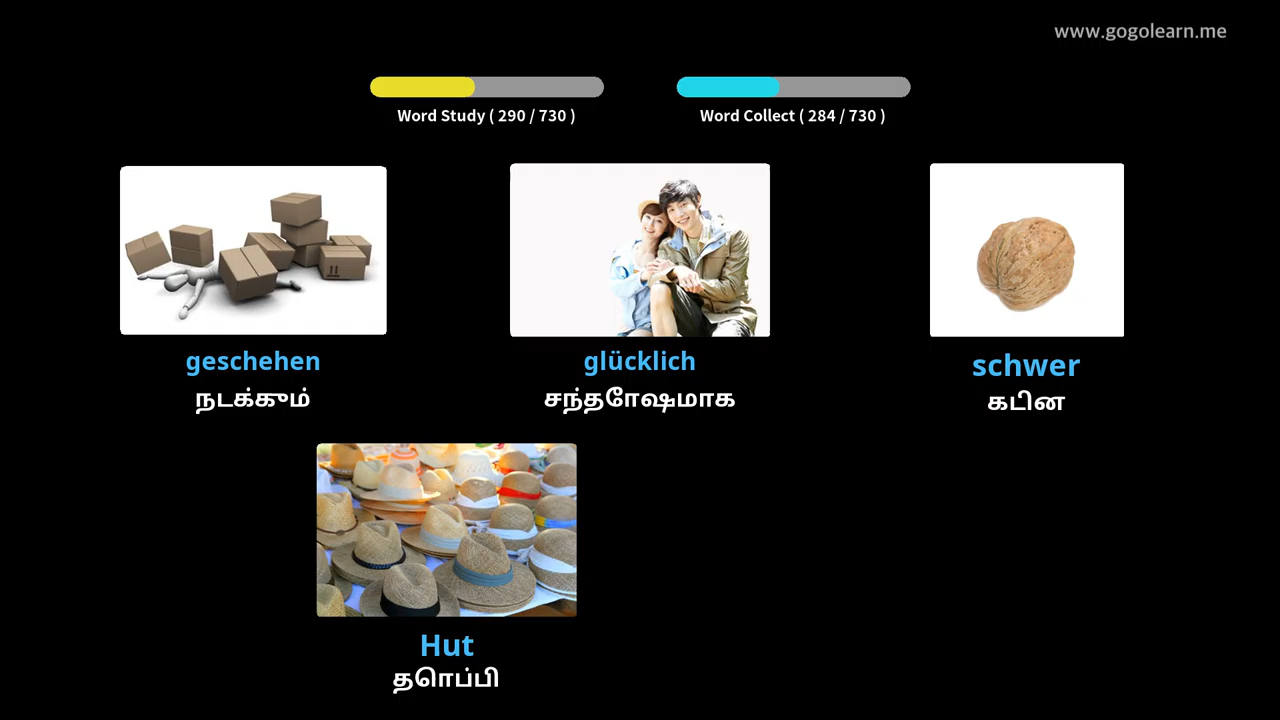 www.gogolearn.me
Word Study ( 290 / 730 )
Word Collect ( 284 / 730 )
geschehen
நடக்கும்
glücklich
சந்தோஷமாக
schwer
கடின
Hut
தொப்பி